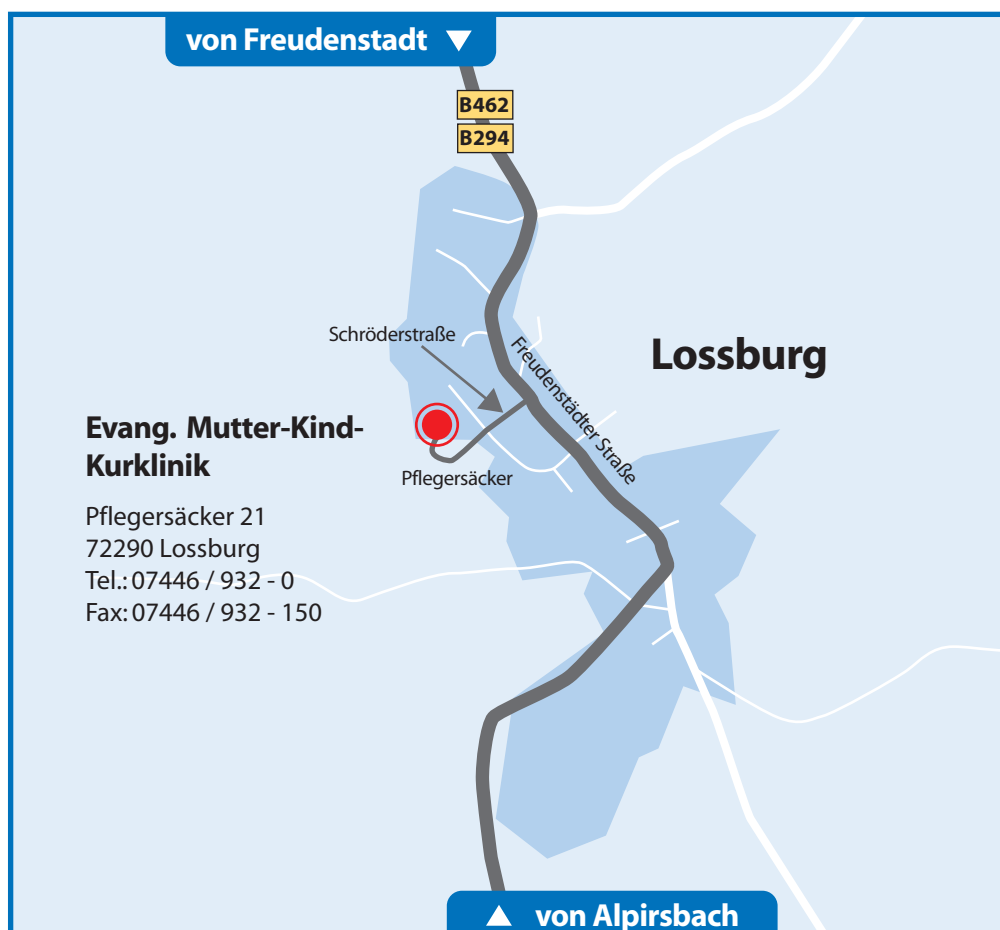 von Freudenstadt
B462
B294
Schröderstraße
Freudenstädter Straße
Lossburg
Evang. Mutter-Kind-
Kurklinik
Pflegersäcker
Pflegersäcker 21
72290 Lossburg
Tel.: 07446 / 932 - 0
Fax: 07446 / 932 - 150
von Alpirsbach